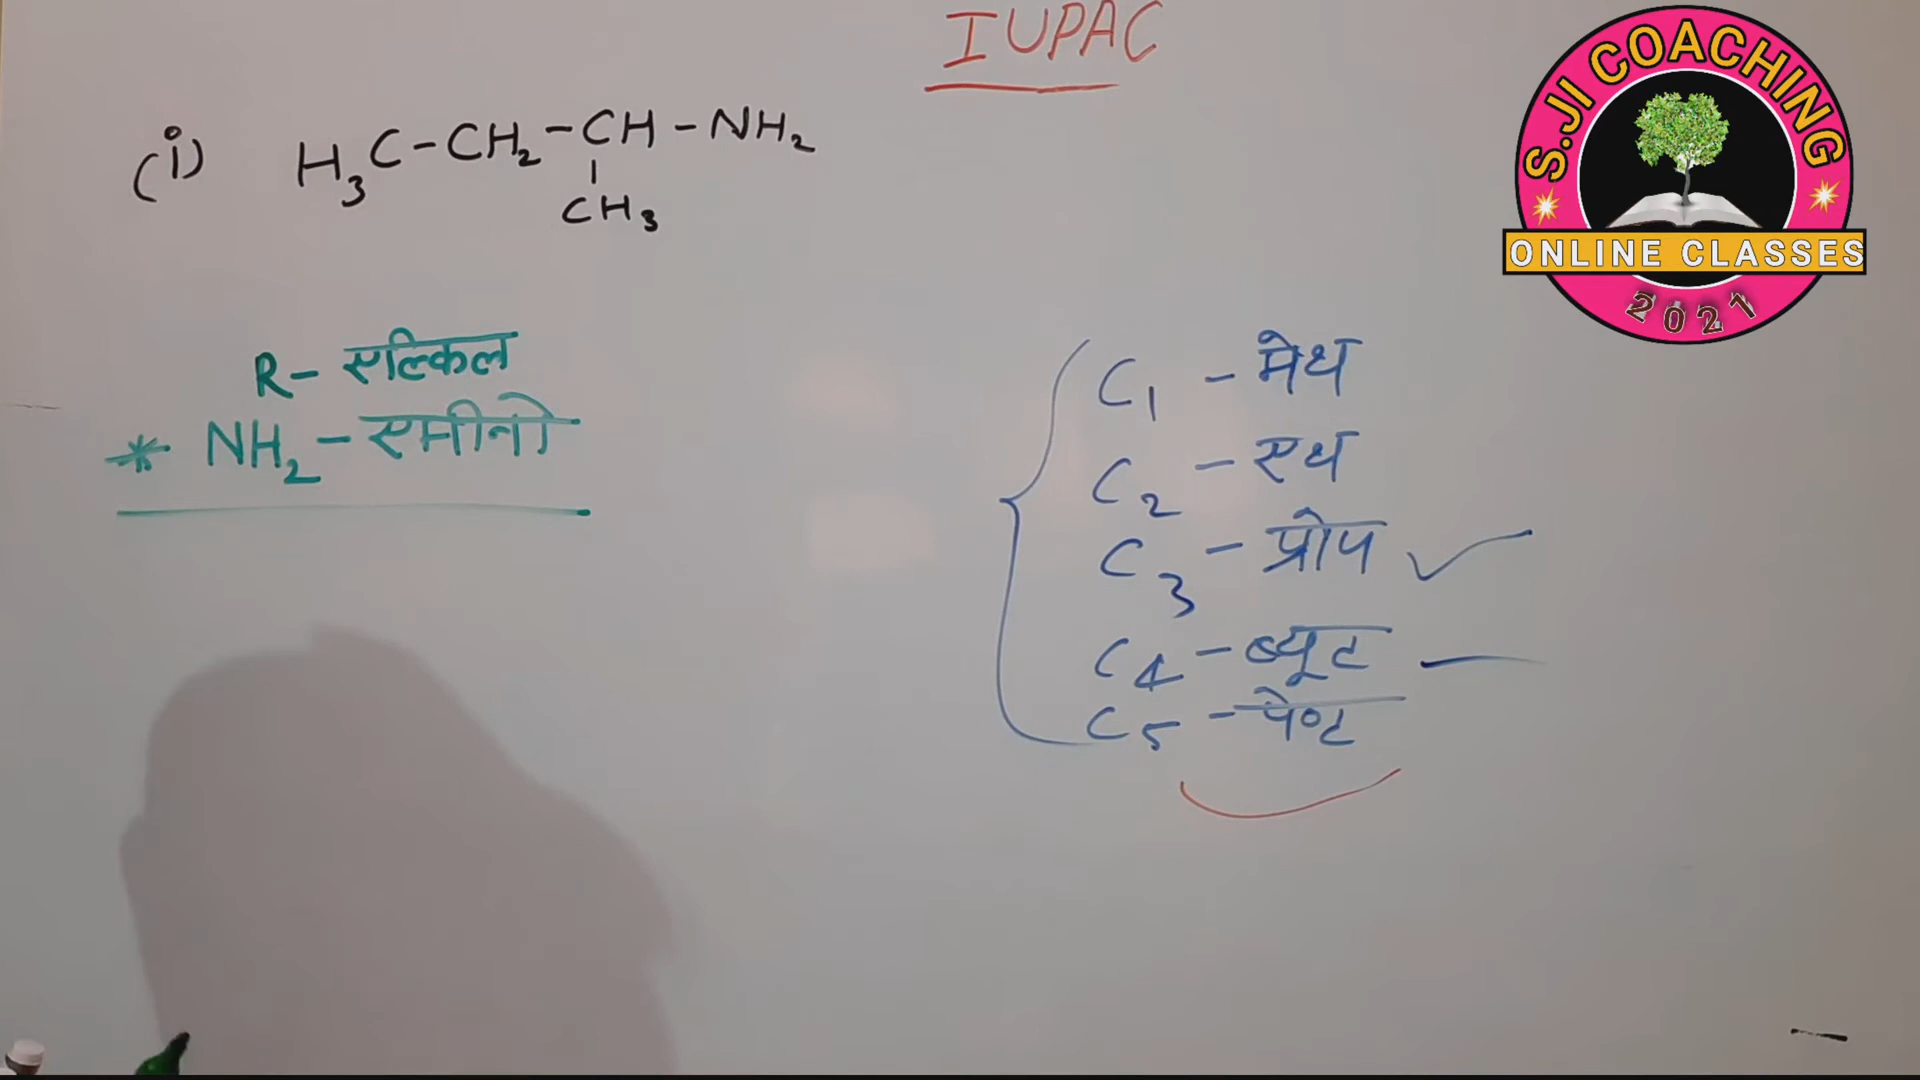 IUPAC
(i) H₃C-CH₂-CH-NH₂
CH₃
R- एल्किल
* NH₂-एमीनो
C₁ - मेथ
C₂ - एथ
C₃ - प्रोप ✓
C₄ - ब्यूट —
C₅ - पेण्ट
S.JI COACHING
ONLINE CLASSES
2021